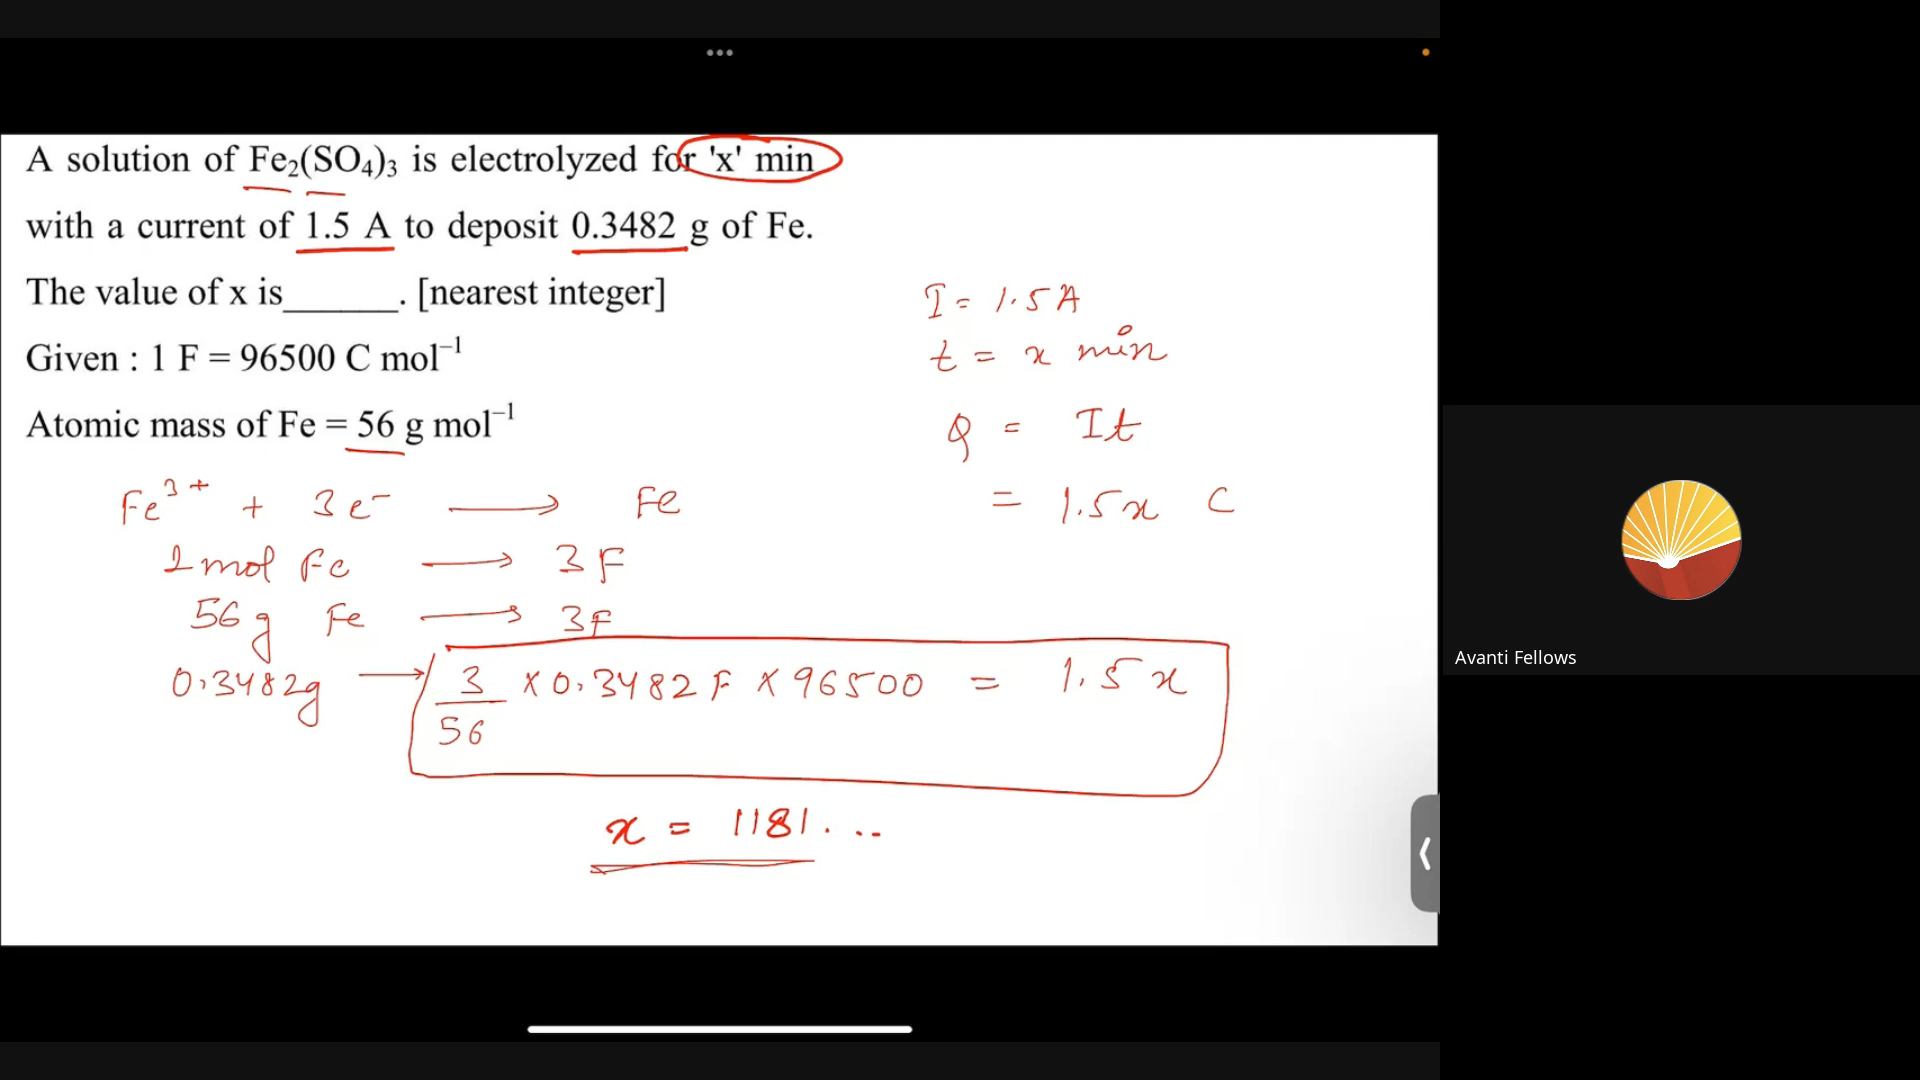 A solution of Fe₂(SO₄)₃ is electrolyzed for 'x' min
with a current of 1.5 A to deposit 0.3482 g of Fe.
The value of x is______. [nearest integer]
Given : 1 F = 96500 C mol⁻¹
Atomic mass of Fe = 56 g mol⁻¹
I = 1.5 A
t = x min
Q = It
= 1.5x C
Fe³⁺ + 3e⁻ ⟶ Fe
1 mol Fe ⟶ 3F
56 g Fe ⟶ 3F
0.3482g ⟶ 3/56 × 0.3482 F × 96500 = 1.5x
x = 1181...
Avanti Fellows